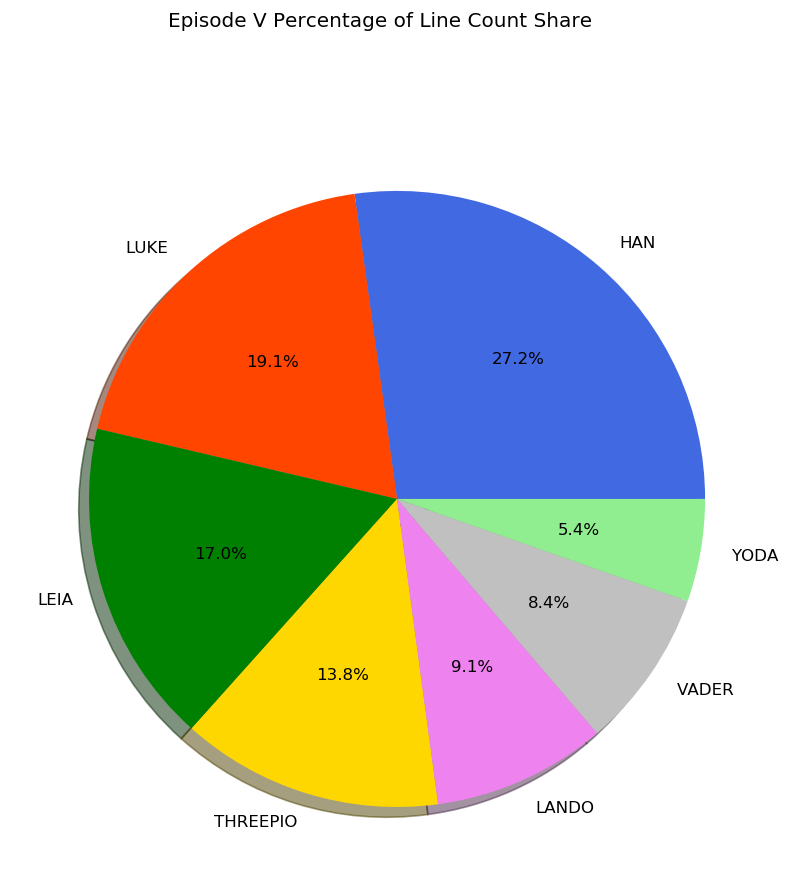 Episode V Percentage of Line Count Share
HAN
27.2%
LUKE
19.1%
LEIA
17.0%
THREEPIO
13.8%
LANDO
9.1%
VADER
8.4%
YODA
5.4%